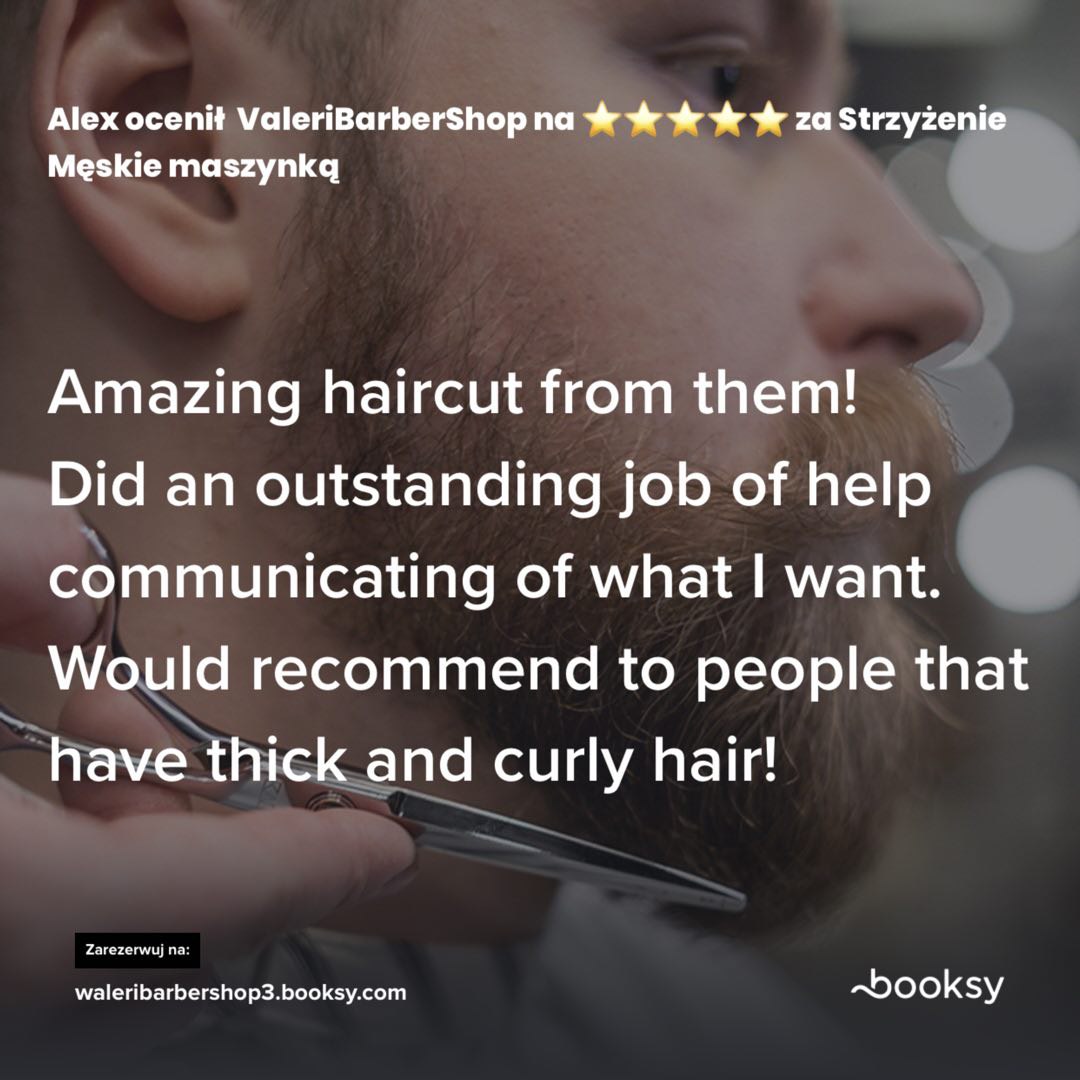 Alex ocenił ValeriBarberShop na ⭐⭐⭐⭐⭐ za Strzyżenie
Męskie maszynką
Amazing haircut from them!
Did an outstanding job of help
communicating of what I want.
Would recommend to people that
have thick and curly hair!
Zarezerwuj na:
waleribarbershop3.booksy.com
booksy